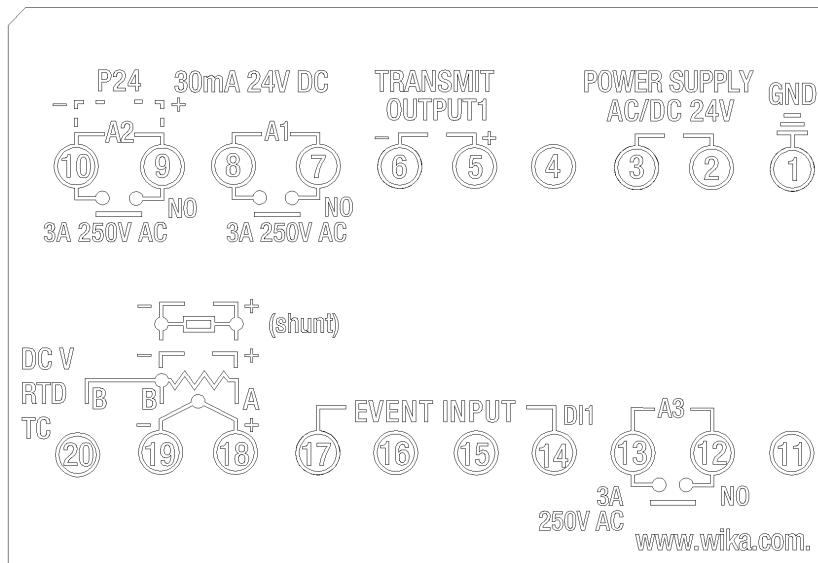 P24 30mA 24V DC TRANSMIT POWER SUPPLY GND
- + OUTPUT1 AC/DC 24V
A2 A1 - +
10 9 8 7 6 5 4 3 2 1
NO NO
3A 250V AC 3A 250V AC
- + (shunt)
DC V - +
RTD B B A
TC - + EVENT INPUT DI1 A3
20 19 18 17 16 15 14 13 12 11
3A NO
250V AC
www.wika.com.